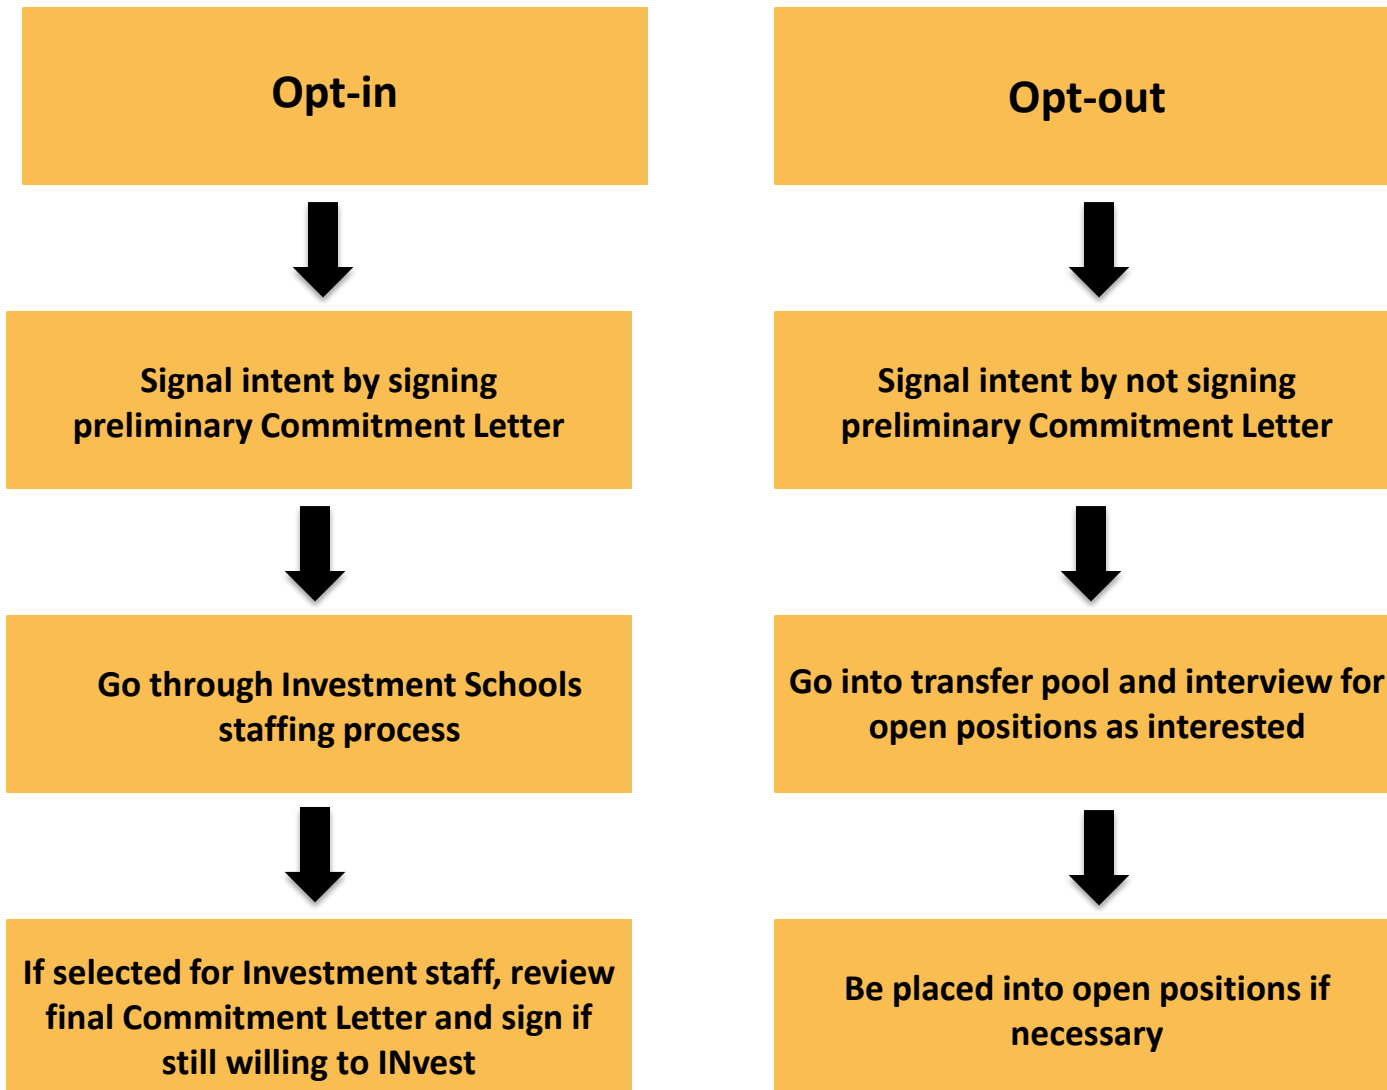 Opt-in
Signal intent by signing
preliminary Commitment Letter
Go through Investment Schools
staffing process
If selected for Investment staff, review
final Commitment Letter and sign if
still willing to INvest
Opt-out
Signal intent by not signing
preliminary Commitment Letter
Go into transfer pool and interview for
open positions as interested
Be placed into open positions if
necessary